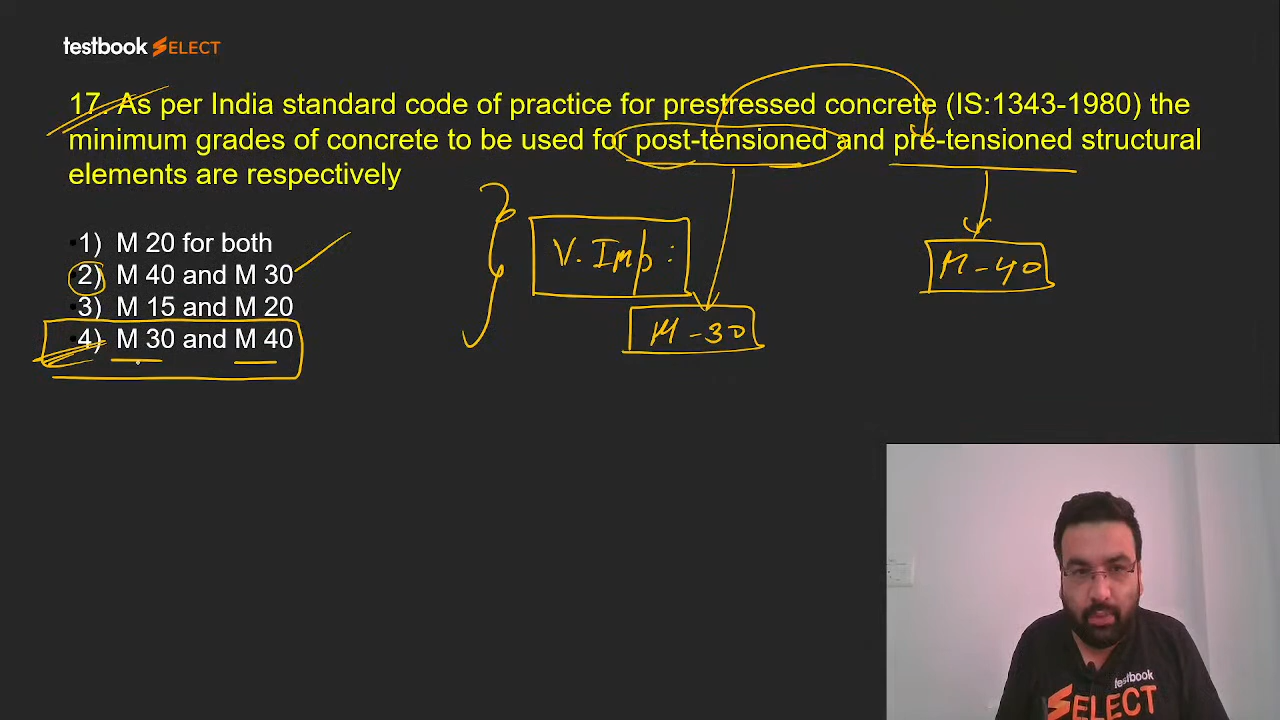 testbook SELECT
17. As per India standard code of practice for prestressed concrete (IS:1343-1980) the
minimum grades of concrete to be used for post-tensioned and pre-tensioned structural
elements are respectively
1) M 20 for both
2) M 40 and M 30
3) M 15 and M 20
4) M 30 and M 40
V. Imp :
M-40
M-30
testbook
SELECT